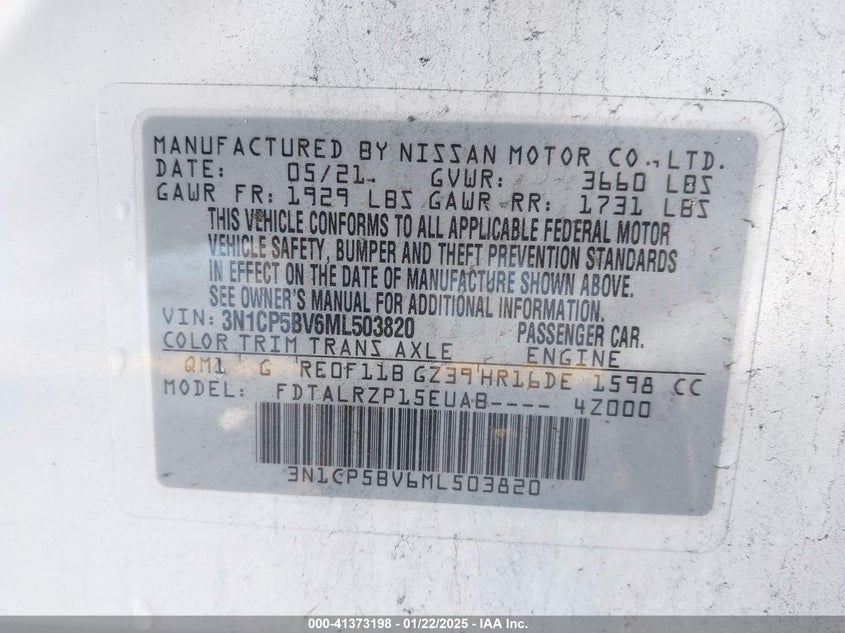 MANUFACTURED BY NISSAN MOTOR CO., LTD.
DATE: 05/21. GVWR: 3660 LBS
GAWR FR: 1929 LBS GAWR RR: 1731 LBS
THIS VEHICLE CONFORMS TO ALL APPLICABLE FEDERAL MOTOR
VEHICLE SAFETY, BUMPER AND THEFT PREVENTION STANDARDS
IN EFFECT ON THE DATE OF MANUFACTURE SHOWN ABOVE.
SEE OWNER'S MANUAL FOR ADDITIONAL INFORMATION.
VIN: 3N1CP5BV6ML503820 PASSENGER CAR.
COLOR TRIM TRANS AXLE ENGINE
QM1 G RE0F11B GZ39 HR16DE 1598 CC
MODEL: FDTALRZP15EUAB---- 4Z000
3N1CP5BV6ML503820
000-41373198 - 01/22/2025 - IAA Inc.